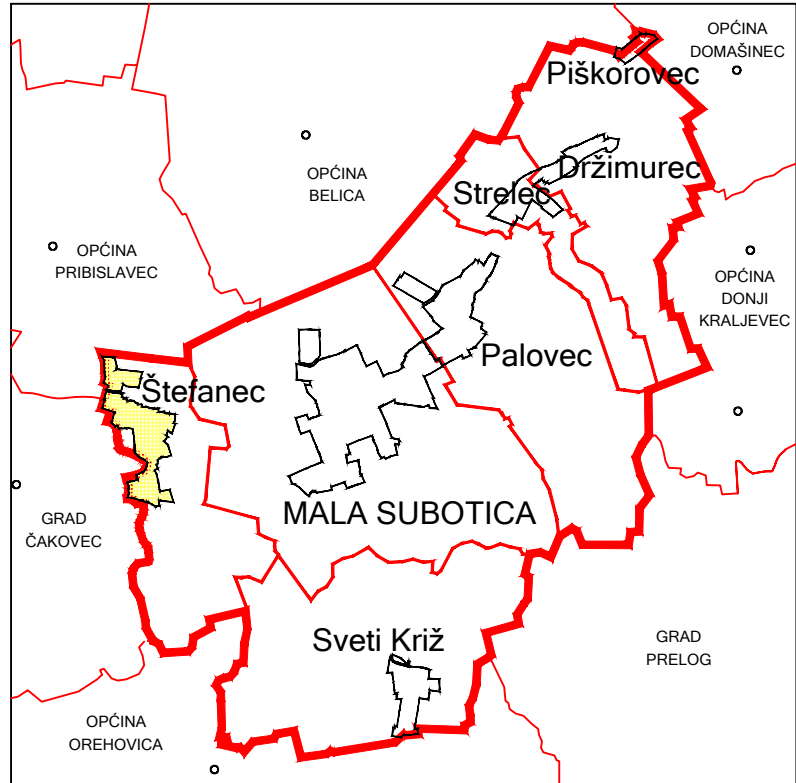 OPĆINA
DOMAŠINEC
Piškorovec
OPĆINA
BELICA
Držimurec
Strelec
OPĆINA
PRIBISLAVEC
OPĆINA
DONJI
KRALJEVEC
Palovec
Štefanec
MALA SUBOTICA
GRAD
ČAKOVEC
Sveti Križ
GRAD
PRELOG
OPĆINA
OREHOVICA